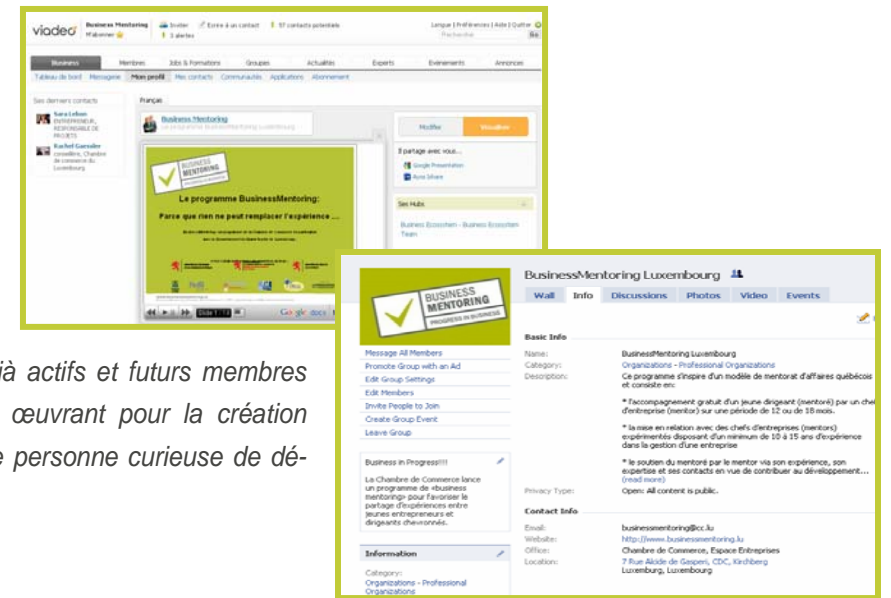 viadeo
Business Mentoring
M'abonner
Inviter
Ecrire à un contact
57 contacts potentiels
3 alertes
Langue | Préférences | Aide | Quitter
Recherche
Business
Membres
Jobs & Formations
Groupes
Actualités
Experts
Evénements
Annonces
Tableau de bord
Messagerie
Mon profil
Mes contacts
Communautés
Applications
Abonnement
Ses derniers contacts
Sara Lebon
ENTREPRENEUR,
RESPONSABLE DE
PROJETS
Rachel Gaessler
conseillère, Chambre
de commerce du
Luxembourg
Français
Business Mentoring
Le programme BusinessMentoring Luxembourg
Modifier
Visualiser
Il partage avec vous...
Google Presentation
Ses Hubs
Business Ecosystem - Business Ecosystem
Team
BUSINESS
MENTORING
PROGRESS IN BUSINESS
Le programme BusinessMentoring:
Parce que rien ne peut remplacer l'expérience ...
Slide 1 / 13
Google docs
BUSINESS
MENTORING
PROGRESS IN BUSINESS
Message All Members
Promote Group with an Ad
Edit Group Settings
Edit Members
Invite People to Join
Create Group Event
Leave Group
Business in Progress!!!!
La Chambre de Commerce lance
un programme de «business
mentoring» pour favoriser le
partage d'expériences entre
jeunes entrepreneurs et
dirigeants chevronnés.
Information
Category:
Organizations - Professional
Organizations
BusinessMentoring Luxembourg
Wall
Info
Discussions
Photos
Video
Events
Basic Info
Name: BusinessMentoring Luxembourg
Category: Organizations - Professional Organizations
Description: Ce programme s'inspire d'un modèle de mentorat d'affaires québécois
et consiste en:
* l'accompagnement gratuit d'un jeune dirigeant (mentoré) par un chef
d'entreprise (mentor) sur une période de 12 ou de 18 mois.
* la mise en relation avec des chefs d'entreprises (mentors)
expérimentés disposant d'un minimum de 10 à 15 ans d'expérience
dans la gestion d'une entreprise
* le soutien du mentoré par le mentor via son expérience, son
expertise et ses contacts en vue de contribuer au développement...
(read more)
Privacy Type: Open: All content is public.
Contact Info
Email: businessmentoring@cc.lu
Website: http://www.businessmentoring.lu
Office: Chambre de Commerce, Espace Entreprises
Location: 7 Rue Alcide de Gasperi, CDC, Kirchberg
Luxemburg, Luxembourg
jà actifs et futurs membres
œuvrant pour la création
e personne curieuse de dé-